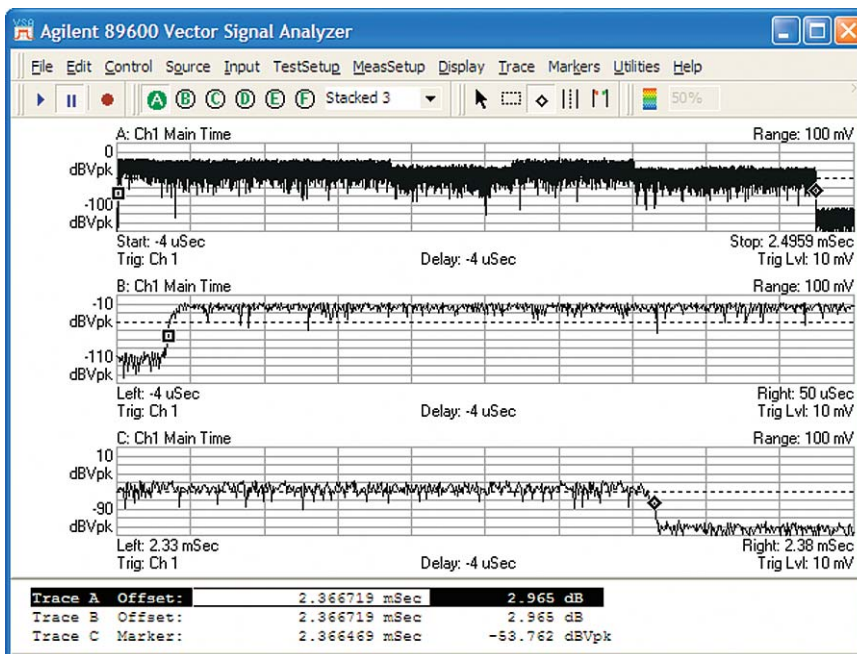 VSA
Agilent 89600 Vector Signal Analyzer
File Edit Control Source Input TestSetup MeasSetup Display Trace Markers Utilities Help
A B C D E F Stacked 3 50%
A: Ch1 Main Time Range: 100 mV
0
dBVpk
-100
dBVpk
Start: -4 uSec Stop: 2.4959 mSec
Trig: Ch 1 Delay: -4 uSec Trig Lvl: 10 mV
B: Ch1 Main Time Range: 100 mV
-10
dBVpk
-110
dBVpk
Left: -4 uSec Right: 50 uSec
Trig: Ch 1 Delay: -4 uSec Trig Lvl: 10 mV
C: Ch1 Main Time Range: 100 mV
10
dBVpk
-90
dBVpk
Left: 2.33 mSec Right: 2.38 mSec
Trig: Ch 1 Delay: -4 uSec Trig Lvl: 10 mV
Trace A Offset: 2.366719 mSec 2.965 dB
Trace B Offset: 2.366719 mSec 2.965 dB
Trace C Marker: 2.366469 mSec -53.762 dBVpk